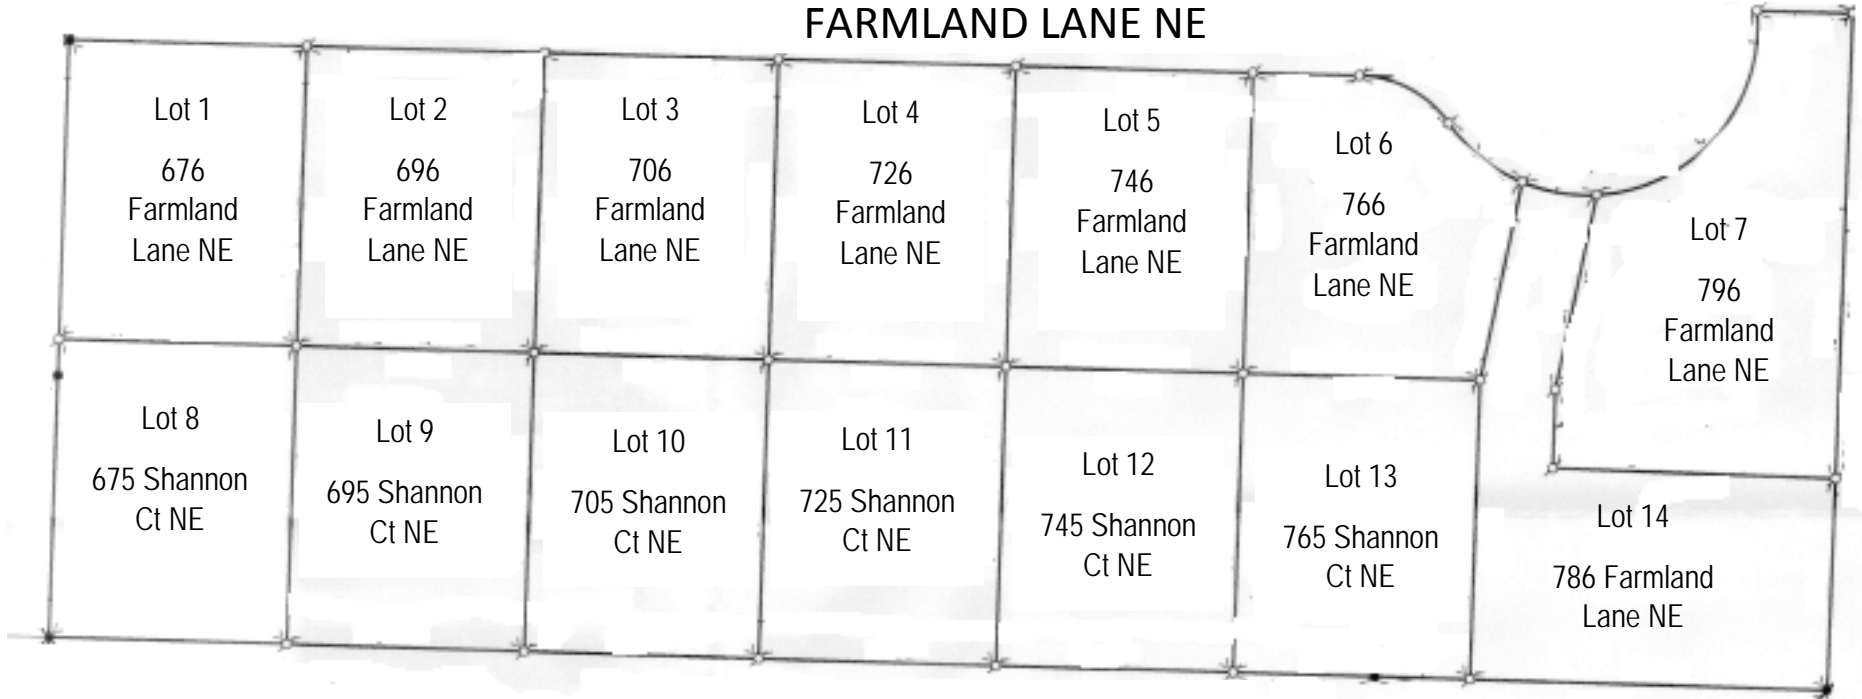 FARMLAND LANE NE
Lot 1
676
Farmland
Lane NE
Lot 2
696
Farmland
Lane NE
Lot 3
706
Farmland
Lane NE
Lot 4
726
Farmland
Lane NE
Lot 5
746
Farmland
Lane NE
Lot 6
766
Farmland
Lane NE
Lot 7
796
Farmland
Lane NE
Lot 8
675 Shannon
Ct NE
Lot 9
695 Shannon
Ct NE
Lot 10
705 Shannon
Ct NE
Lot 11
725 Shannon
Ct NE
Lot 12
745 Shannon
Ct NE
Lot 13
765 Shannon
Ct NE
Lot 14
786 Farmland
Lane NE